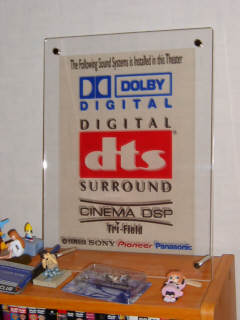 The Following Sound Systems is Installed in this Theater
DOLBY
DIGITAL
DIGITAL
dts
SURROUND
CINEMA DSP
Tri-Field
YAMAHA SONY Pioneer Panasonic